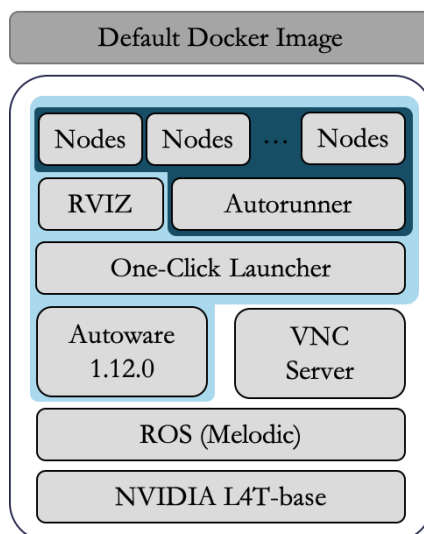 Default Docker Image
Nodes Nodes ... Nodes
RVIZ Autorunner
One-Click Launcher
Autoware
1.12.0
VNC
Server
ROS (Melodic)
NVIDIA L4T-base